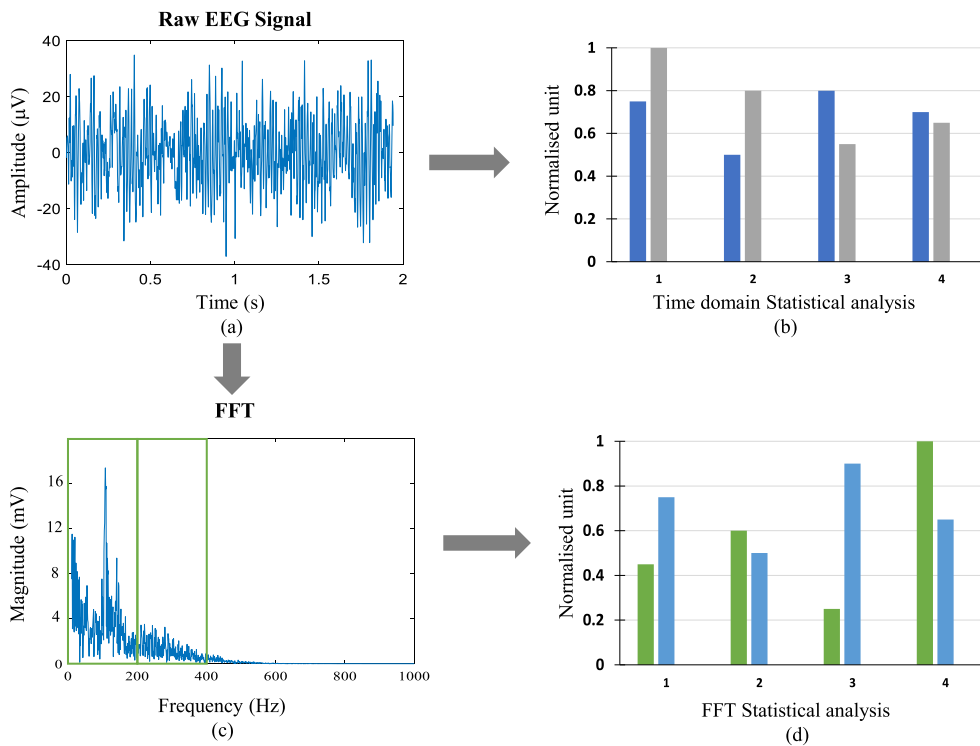 Raw EEG Signal
Amplitude (µV)
40
20
0
-20
-40
0
0.5
1
1.5
2
Time (s)
(a)
Normalised unit
1
0.8
0.6
0.4
0.2
0
1
2
3
4
Time domain Statistical analysis
(b)
FFT
Magnitude (mV)
16
12
8
4
0
0
200
400
600
800
1000
Frequency (Hz)
(c)
Normalised unit
1
0.8
0.6
0.4
0.2
0
1
2
3
4
FFT Statistical analysis
(d)